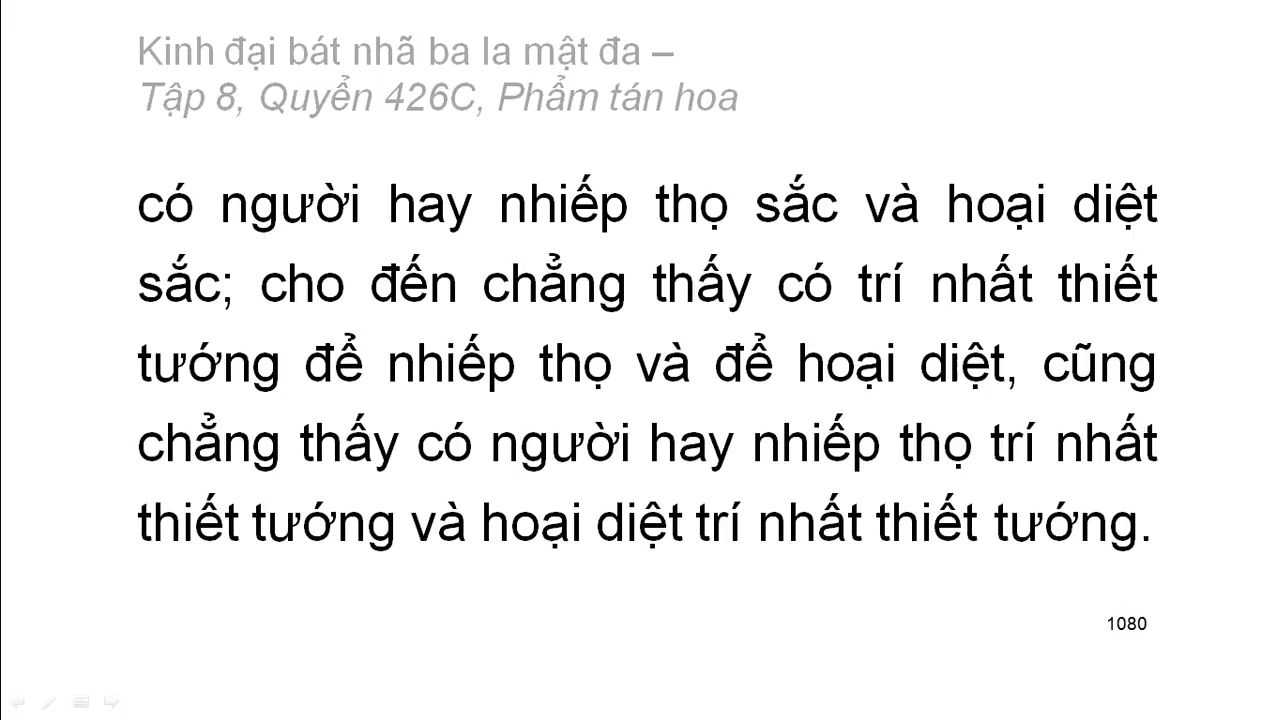 Kinh đại bát nhã ba la mật đa –
Tập 8, Quyển 426C, Phẩm tán hoa
có người hay nhiếp thọ sắc và hoại diệt
sắc; cho đến chẳng thấy có trí nhất thiết
tướng để nhiếp thọ và để hoại diệt, cũng
chẳng thấy có người hay nhiếp thọ trí nhất
thiết tướng và hoại diệt trí nhất thiết tướng.
1080